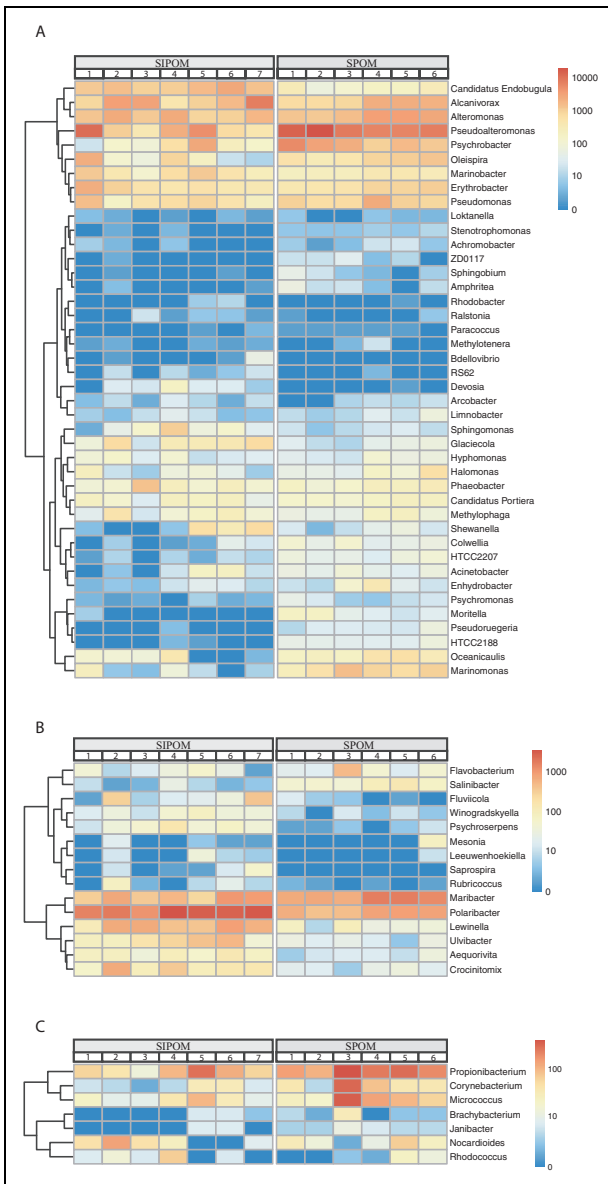 A
SIPOM SPOM
1 2 3 4 5 6 7 1 2 3 4 5 6
Candidatus Endobugula
Alcanivorax
Alteromonas
Pseudoalteromonas
Psychrobacter
Oleispira
Marinobacter
Erythrobacter
Pseudomonas
Loktanella
Stenotrophomonas
Achromobacter
ZD0117
Sphingobium
Amphritea
Rhodobacter
Ralstonia
Paracoccus
Methylotenera
Bdellovibrio
RS62
Devosia
Arcobacter
Limnobacter
Sphingomonas
Glaciecola
Hyphomonas
Halomonas
Phaeobacter
Candidatus Portiera
Methylophaga
Shewanella
Colwellia
HTCC2207
Acinetobacter
Enhydrobacter
Psychromonas
Moritella
Pseudoruegeria
HTCC2188
Oceanicaulis
Marinomonas
10000
1000
100
10
0
B
SIPOM SPOM
1 2 3 4 5 6 7 1 2 3 4 5 6
Flavobacterium
Salinibacter
Fluviicola
Winogradskyella
Psychroserpens
Mesonia
Leeuwenhoekiella
Saprospira
Rubricoccus
Maribacter
Polaribacter
Lewinella
Ulvibacter
Aequorivita
Crocinitomix
1000
100
10
0
C
SIPOM SPOM
1 2 3 4 5 6 7 1 2 3 4 5 6
Propionibacterium
Corynebacterium
Micrococcus
Brachybacterium
Janibacter
Nocardioides
Rhodococcus
100
10
0